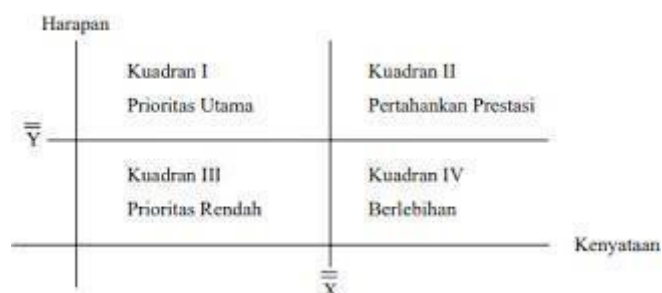 Harapan
Kuadran I
Prioritas Utama
Kuadran II
Pertahankan Prestasi
Y
Kuadran III
Prioritas Rendah
Kuadran IV
Berlebihan
Kenyataan
X